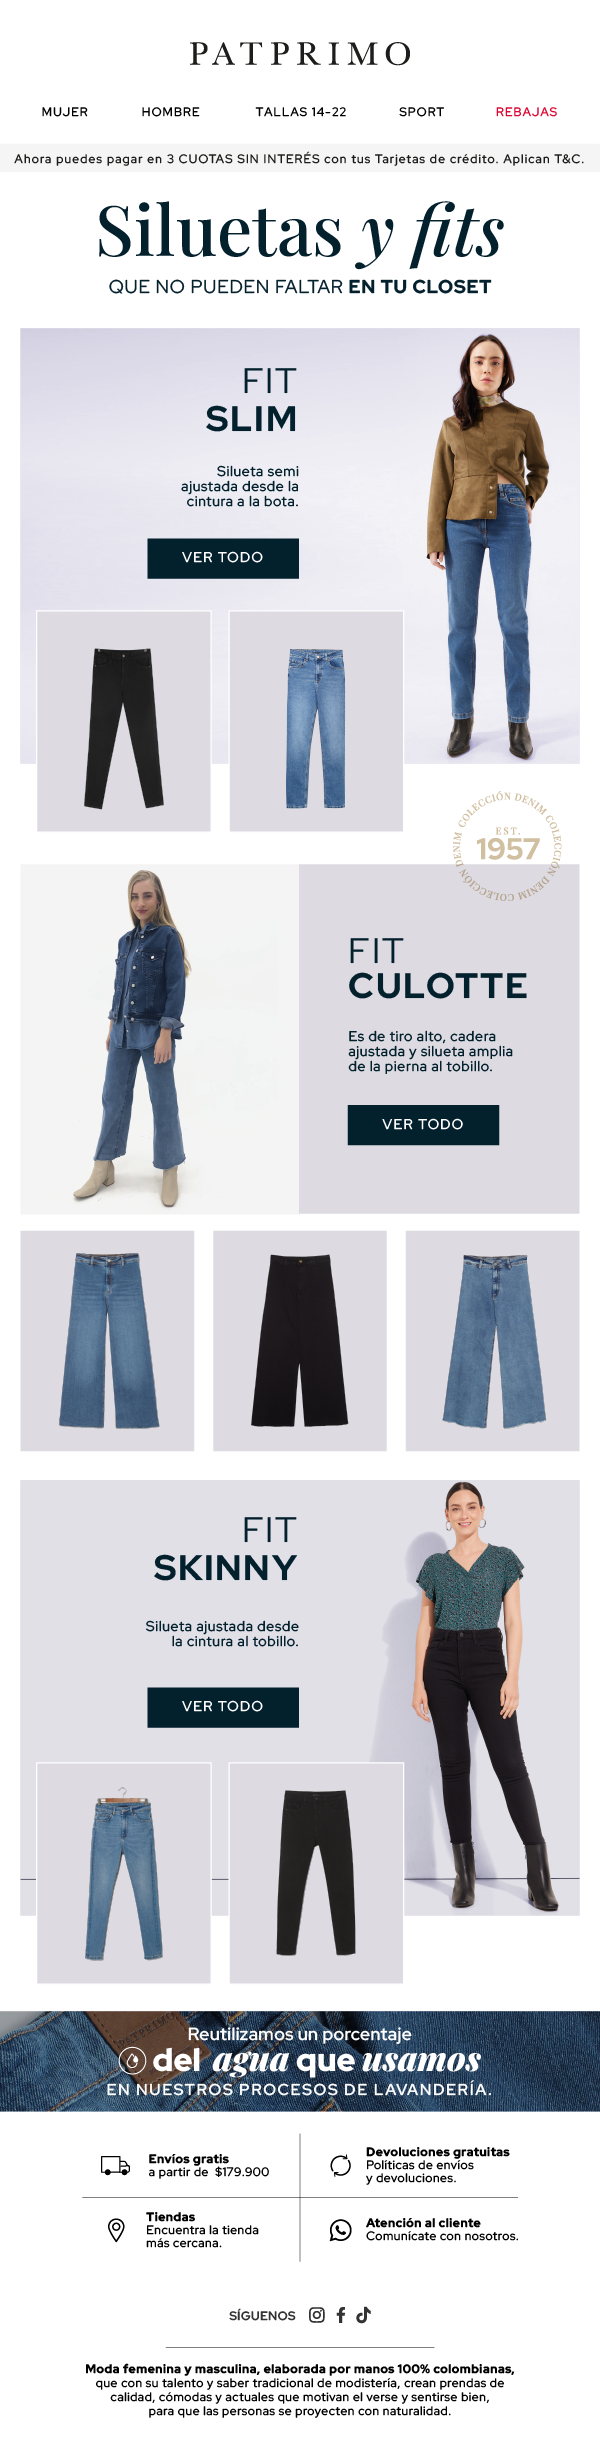 PATPRIMO
MUJER HOMBRE TALLAS 14-22 SPORT REBAJAS
Ahora puedes pagar en 3 CUOTAS SIN INTERÉS con tus Tarjetas de crédito. Aplican T&C.
Siluetas y fits
QUE NO PUEDEN FALTAR EN TU CLOSET
FIT
SLIM
Silueta semi
ajustada desde la
cintura a la bota.
VER TODO
COLECCIÓN DENIM COLECCIÓN DENIM COLECCIÓN DENIM
EST.
1957
FIT
CULOTTE
Es de tiro alto, cadera
ajustada y silueta amplia
de la pierna al tobillo.
VER TODO
FIT
SKINNY
Silueta ajustada desde
la cintura al tobillo.
VER TODO
PATPRIMO
Reutilizamos un porcentaje
del agua que usamos
EN NUESTROS PROCESOS DE LAVANDERÍA.
Envíos gratis
a partir de $179.900
Devoluciones gratuitas
Políticas de envíos
y devoluciones.
Tiendas
Encuentra la tienda
más cercana.
Atención al cliente
Comunícate con nosotros.
SÍGUENOS
Moda femenina y masculina, elaborada por manos 100% colombianas,
que con su talento y saber tradicional de modistería, crean prendas de
calidad, cómodas y actuales que motivan el verse y sentirse bien,
para que las personas se proyecten con naturalidad.